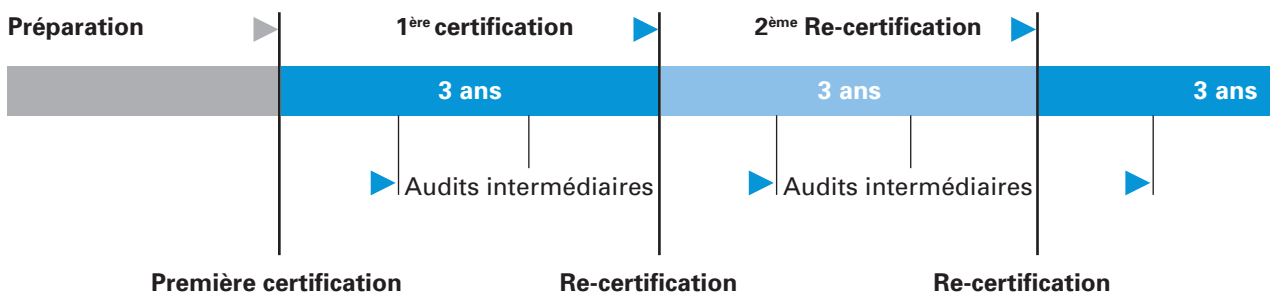 Préparation 1ère certification 2ème Re-certification
3 ans 3 ans 3 ans
Audits intermédiaires Audits intermédiaires
Première certification Re-certification Re-certification